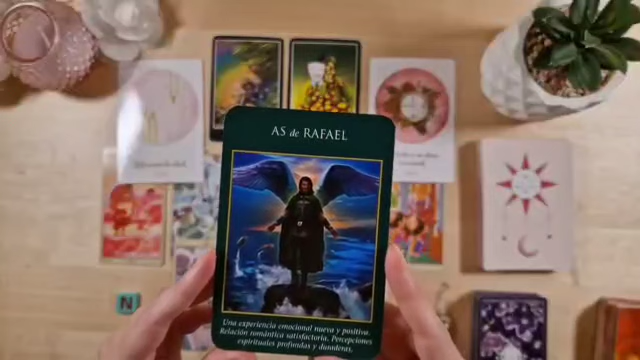 AS de RAFAEL
Una experiencia emocional nueva y positiva.
Relación romántica satisfactoria. Percepciones
espirituales profundas y duraderas.
N